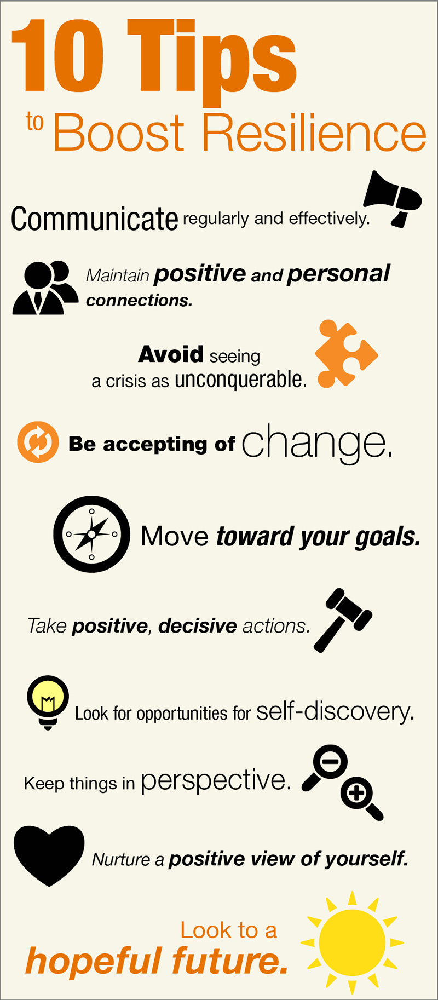 10 Tips
to Boost Resilience
Communicate regularly and effectively.
Maintain positive and personal
connections.
Avoid seeing
a crisis as unconquerable.
Be accepting of change.
Move toward your goals.
Take positive, decisive actions.
Look for opportunities for self-discovery.
Keep things in perspective.
Nurture a positive view of yourself.
Look to a
hopeful future.